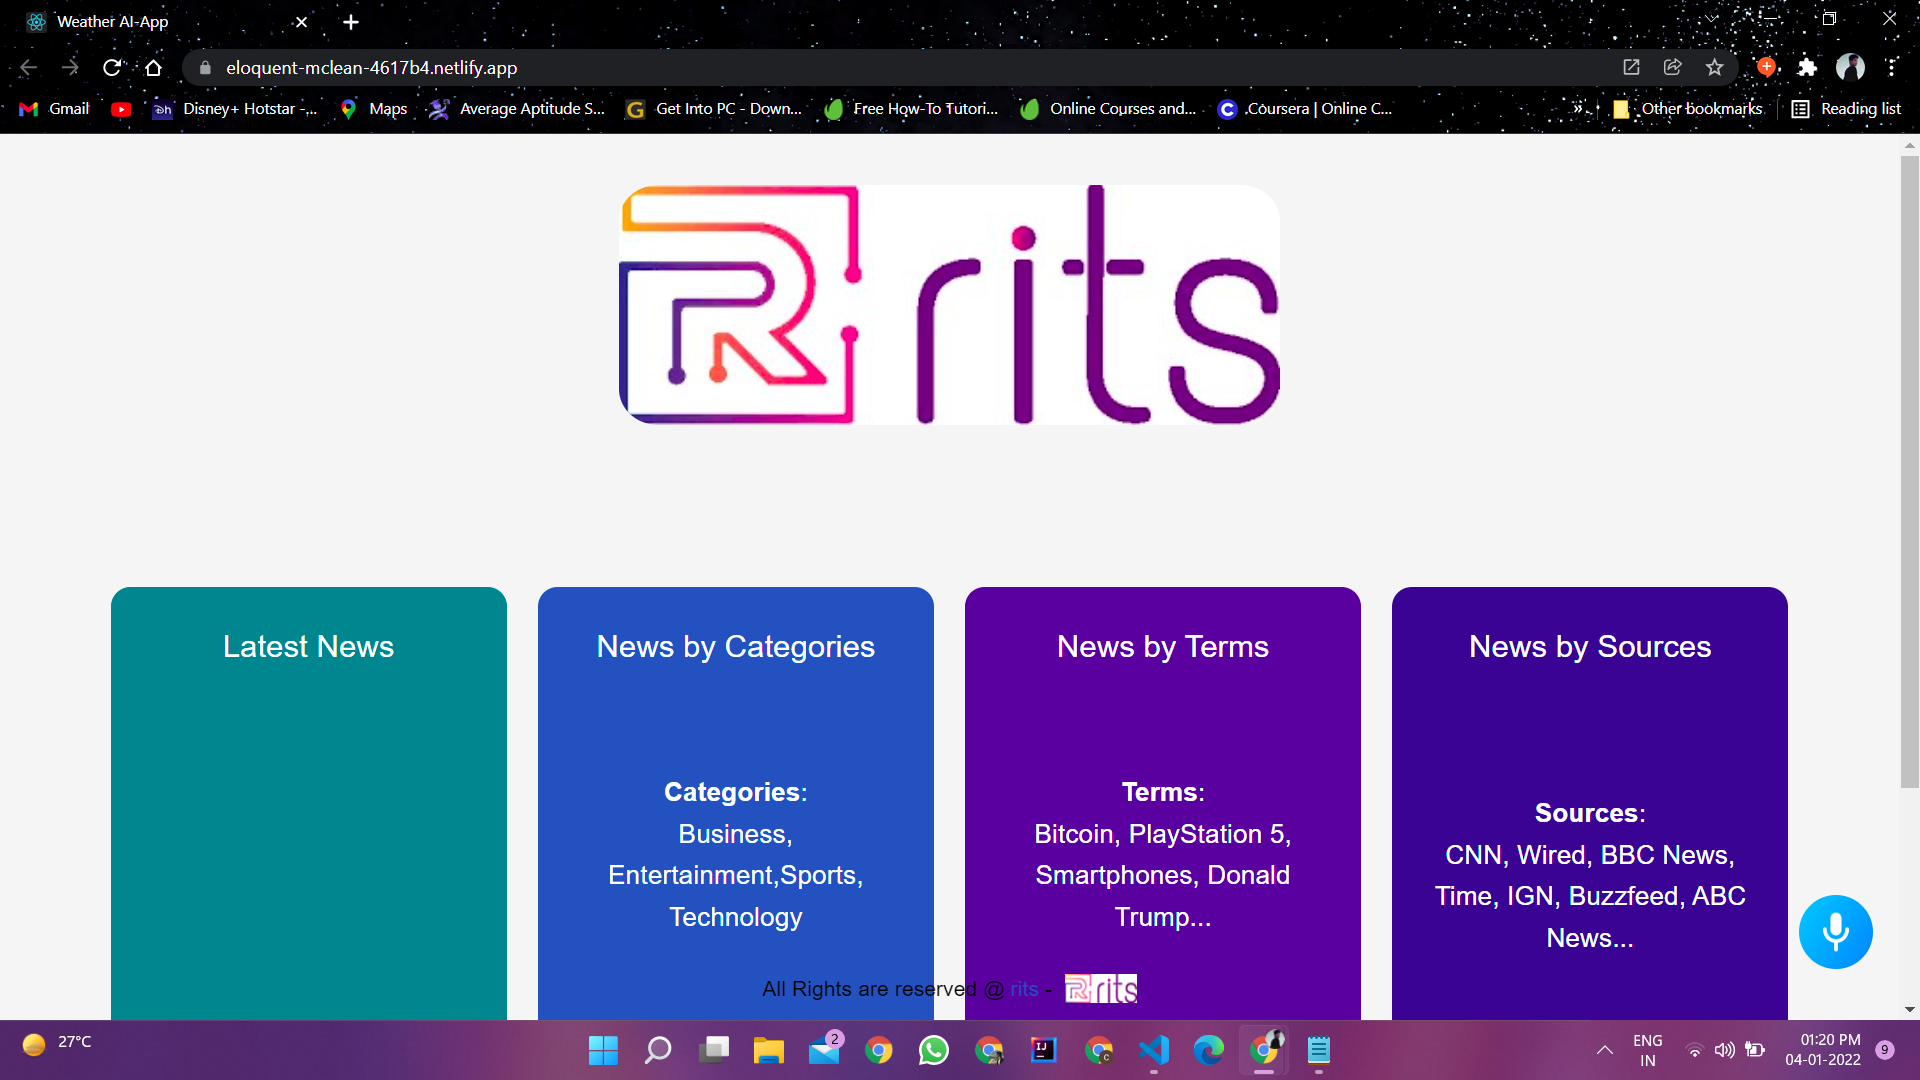 Weather AI-App
eloquent-mclean-4617b4.netlify.app
Gmail
Disney+ Hotstar -...
Maps
Average Aptitude S...
Get Into PC - Down...
Free How-To Tutori...
Online Courses and...
Coursera | Online C...
»
Other bookmarks
Reading list
rits
Latest News
News by Categories
News by Terms
News by Sources
Categories:
Business,
Entertainment,Sports,
Technology
Terms:
Bitcoin, PlayStation 5,
Smartphones, Donald
Trump...
Sources:
CNN, Wired, BBC News,
Time, IGN, Buzzfeed, ABC
News...
All Rights are reserved @ rits - rits
27°C
2
ENG
IN
01:20 PM
04-01-2022
9